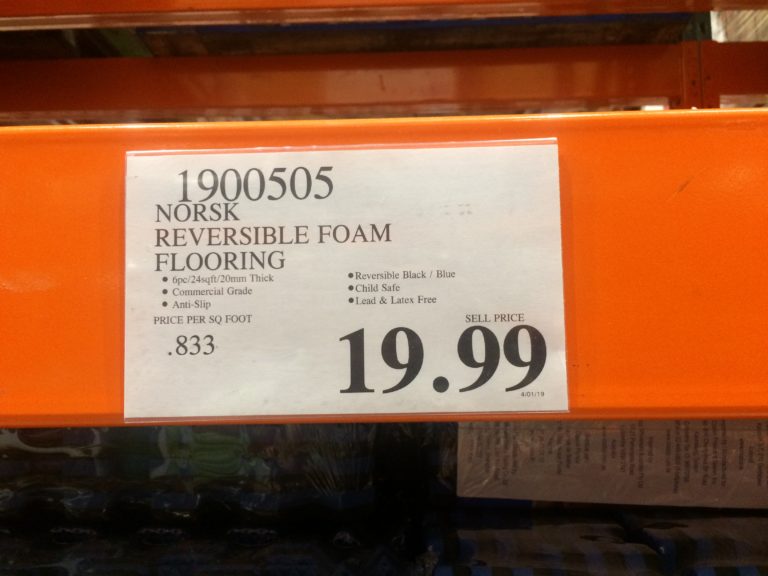 1900505
NORSK
REVERSIBLE FOAM
FLOORING
• 6pc/24sqft/20mm Thick
• Commercial Grade
• Anti-Slip
• Reversible Black / Blue
• Child Safe
• Lead & Latex Free
PRICE PER SQ FOOT
.833
SELL PRICE
19.99
4/01/19